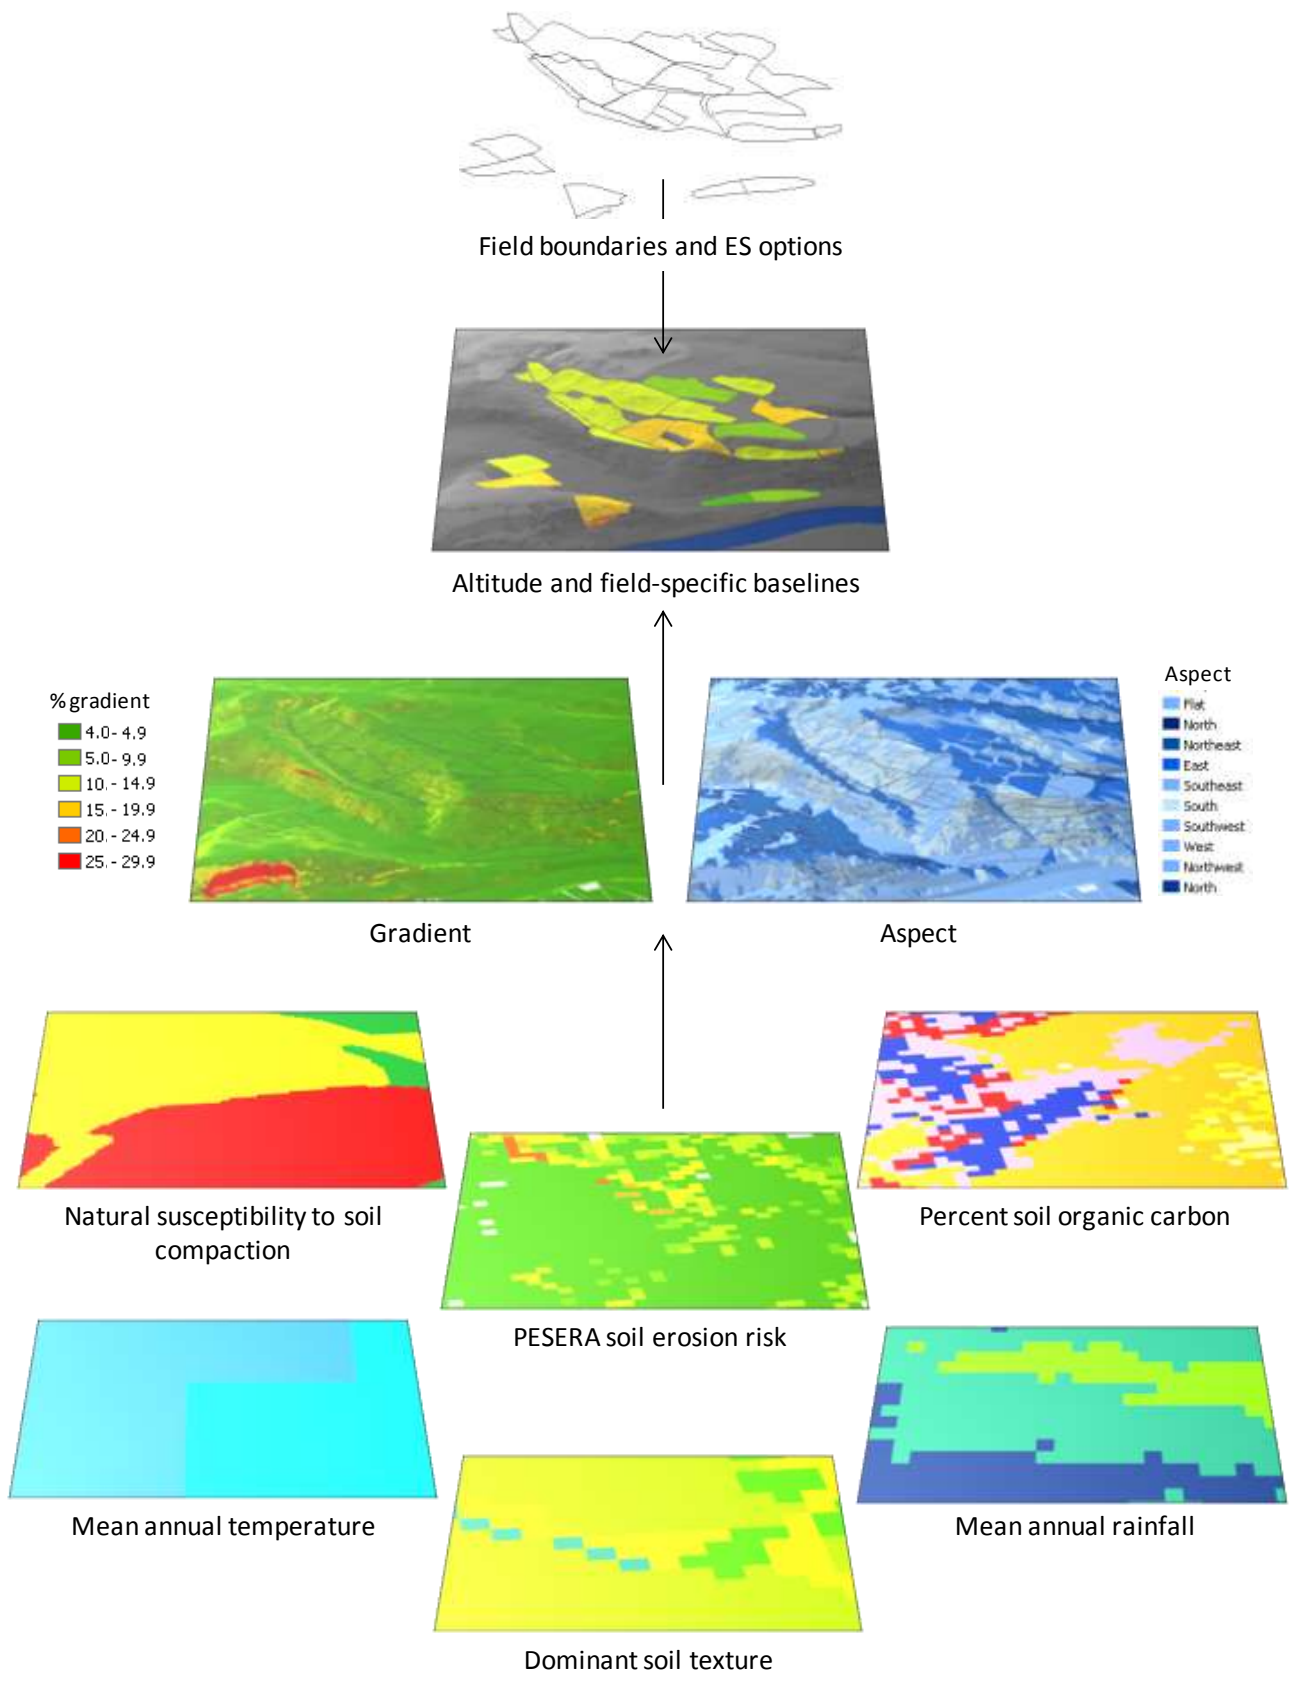 Field boundaries and ES options
Altitude and field-specific baselines
% gradient
4.0- 4.9
5.0- 9.9
10. - 14.9
15. - 19.9
20. - 24.9
25. - 29.9
Aspect
Flat
North
Northeast
East
Southeast
South
Southwest
West
Northwest
North
Gradient
Aspect
Natural susceptibility to soil
compaction
Percent soil organic carbon
PESERA soil erosion risk
Mean annual temperature
Mean annual rainfall
Dominant soil texture